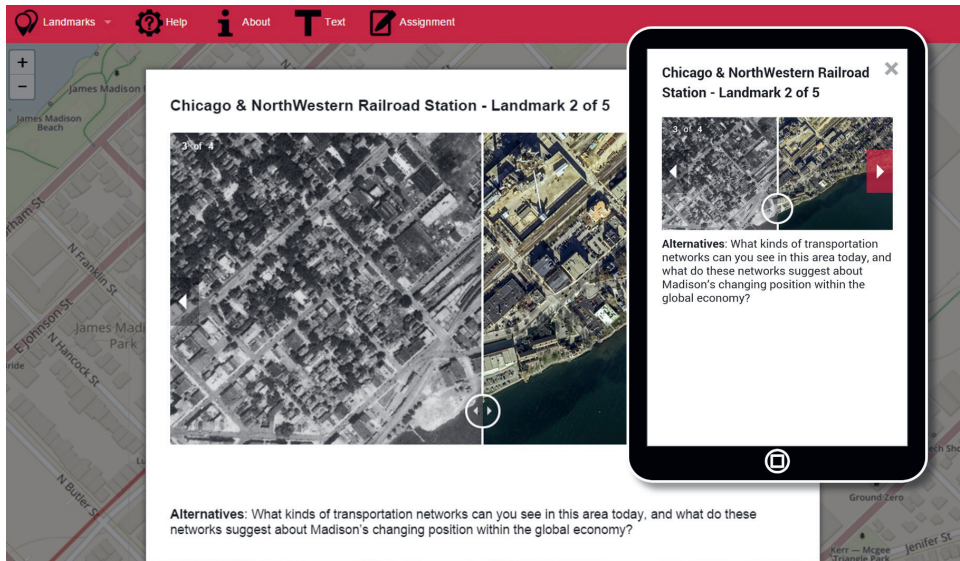 Landmarks
Help
About
Text
Assignment
+
−
James Madison
James Madison
Beach
N Franklin St
E Johnson St
N Hancock St
James Madi
Park
N Butler St
Chicago & NorthWestern Railroad Station - Landmark 2 of 5
3 of 4
Alternatives: What kinds of transportation networks can you see in this area today, and what do these
networks suggest about Madison's changing position within the global economy?
Chicago & NorthWestern Railroad
Station - Landmark 2 of 5
3 of 4
Alternatives: What kinds of transportation
networks can you see in this area today, and
what do these networks suggest about
Madison's changing position within the
global economy?
ech Sho
Ground Zero
Jenifer St
Kerr — Mcgee
Triangle Park